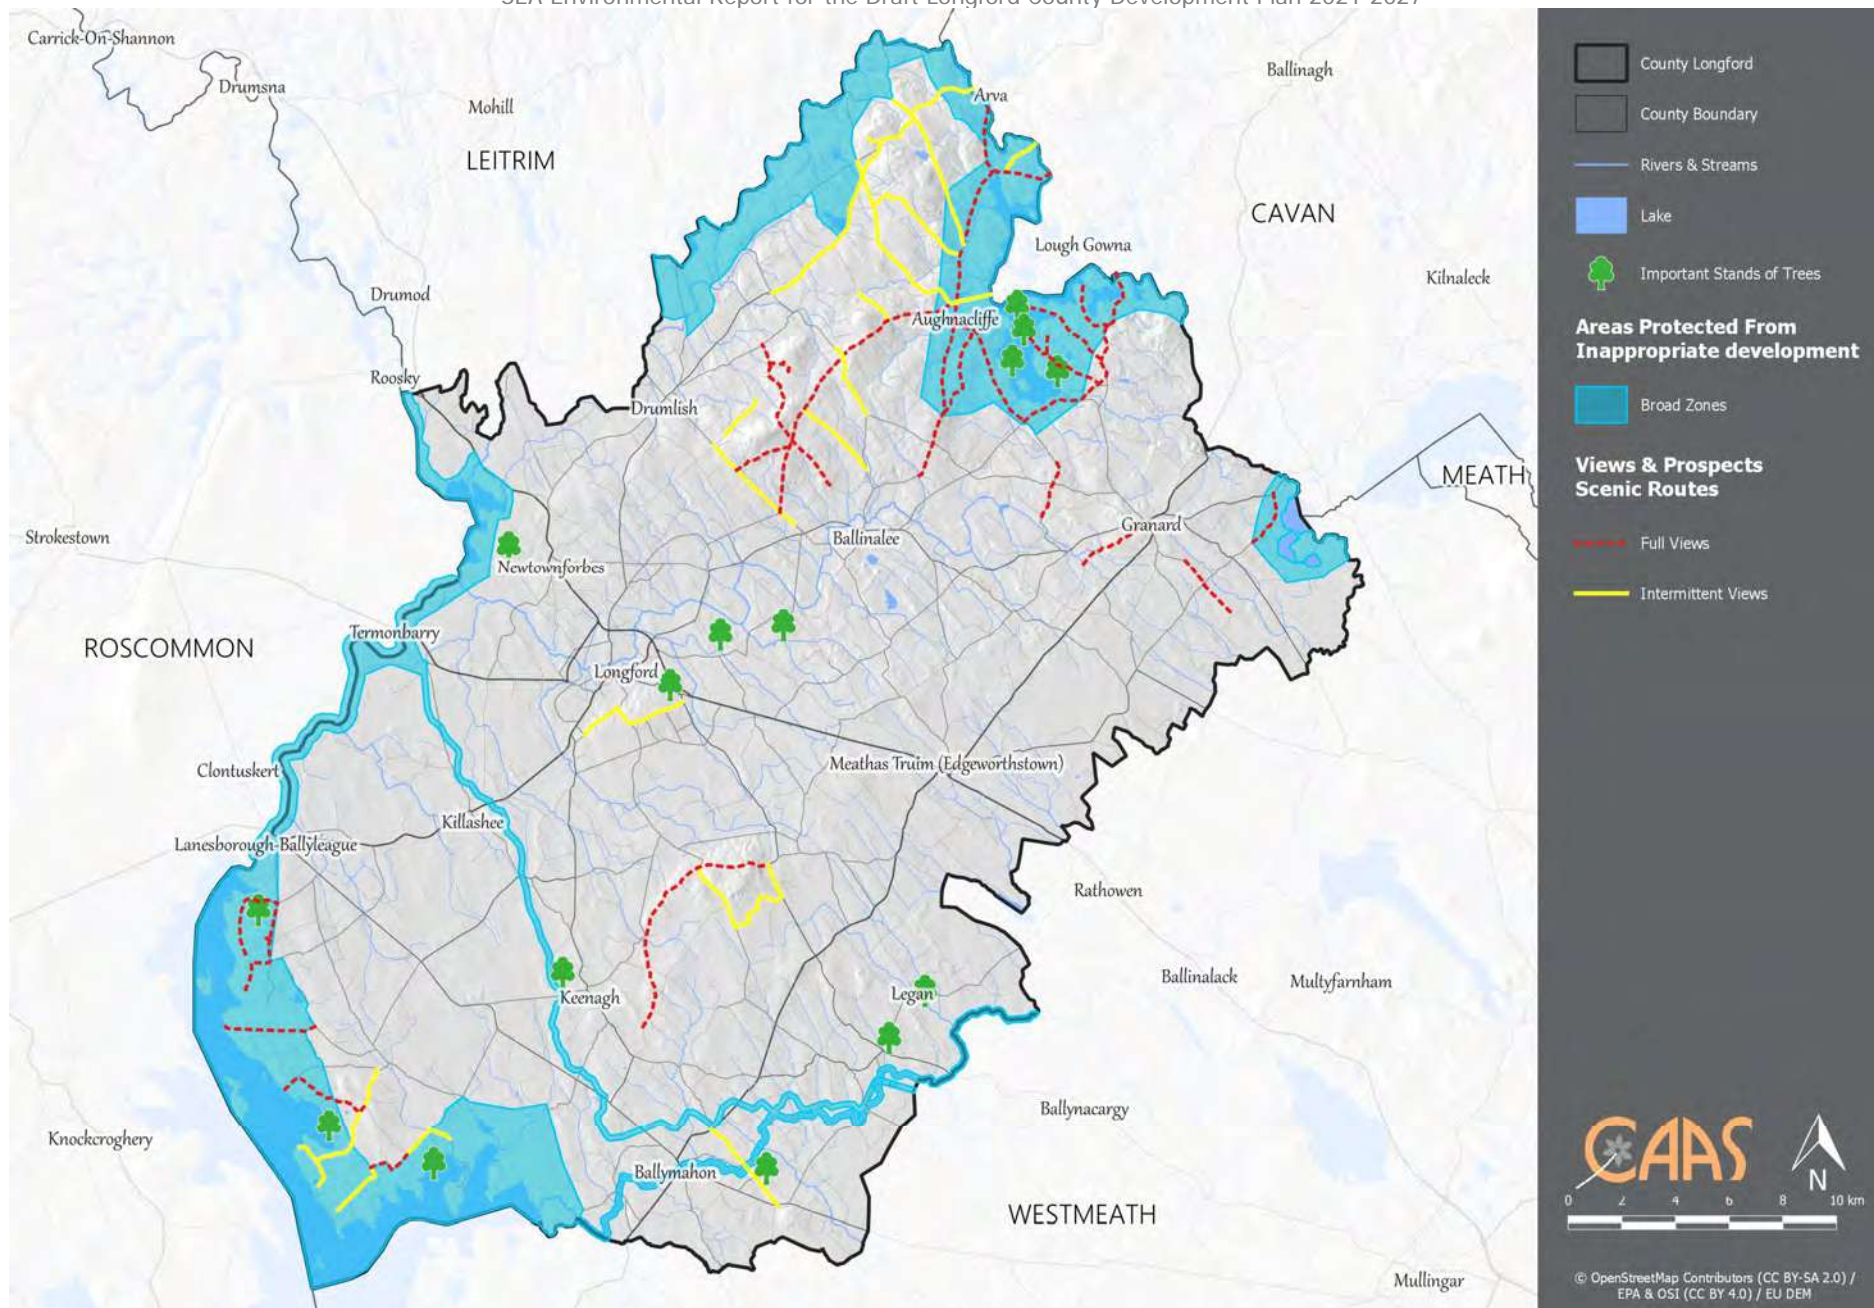 SEA Environmental Report for the Draft Longford County Development Plan 2021-2027
Carrick-On-Shannon
Drumsna
Mohill
LEITRIM
Arva
Ballinagh
CAVAN
Lough Gowna
Kilnaleck
Drumod
Aughnacliffe
Roosky
Drumlish
MEATH
Strokestown
Granard
Ballinalee
Newtownforbes
Termonbarry
ROSCOMMON
Longford
Clontuskert
Meathas Truim (Edgeworthstown)
Killashee
Lanesborough-Ballyleague
Rathowen
Ballinalack
Multyfarnham
Legan
Keenagh
Ballynacargy
Knockcroghery
Ballymahon
WESTMEATH
Mullingar
County Longford
County Boundary
Rivers & Streams
Lake
Important Stands of Trees
Areas Protected From
Inappropriate development
Broad Zones
Views & Prospects
Scenic Routes
Full Views
Intermittent Views
CAAS
N
0 2 4 6 8 10 km
© OpenStreetMap Contributors (CC BY-SA 2.0) /
EPA & OSI (CC BY 4.0) / EU DEM